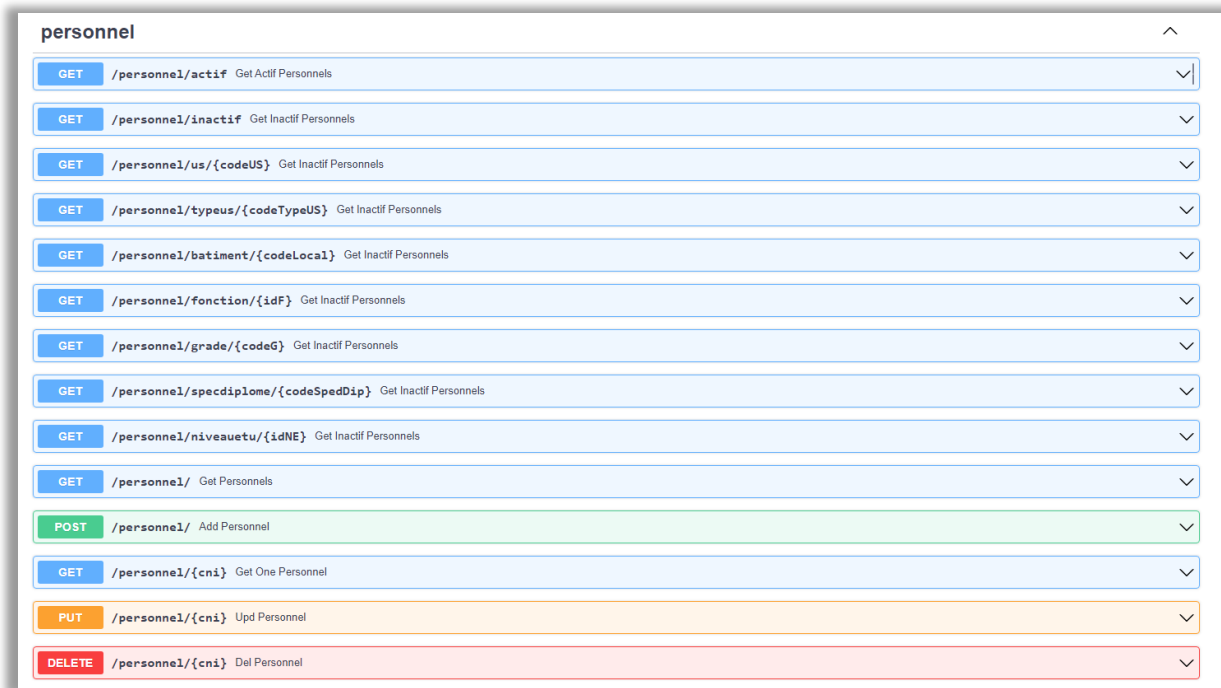 personnel
GET /personnel/actif Get Actif Personnels
GET /personnel/inactif Get Inactif Personnels
GET /personnel/us/{codeUS} Get Inactif Personnels
GET /personnel/typeus/{codeTypeUS} Get Inactif Personnels
GET /personnel/batiment/{codeLocal} Get Inactif Personnels
GET /personnel/fonction/{idF} Get Inactif Personnels
GET /personnel/grade/{codeG} Get Inactif Personnels
GET /personnel/specdiplome/{codeSpedDip} Get Inactif Personnels
GET /personnel/niveauetu/{idNE} Get Inactif Personnels
GET /personnel/ Get Personnels
POST /personnel/ Add Personnel
GET /personnel/{cni} Get One Personnel
PUT /personnel/{cni} Upd Personnel
DELETE /personnel/{cni} Del Personnel